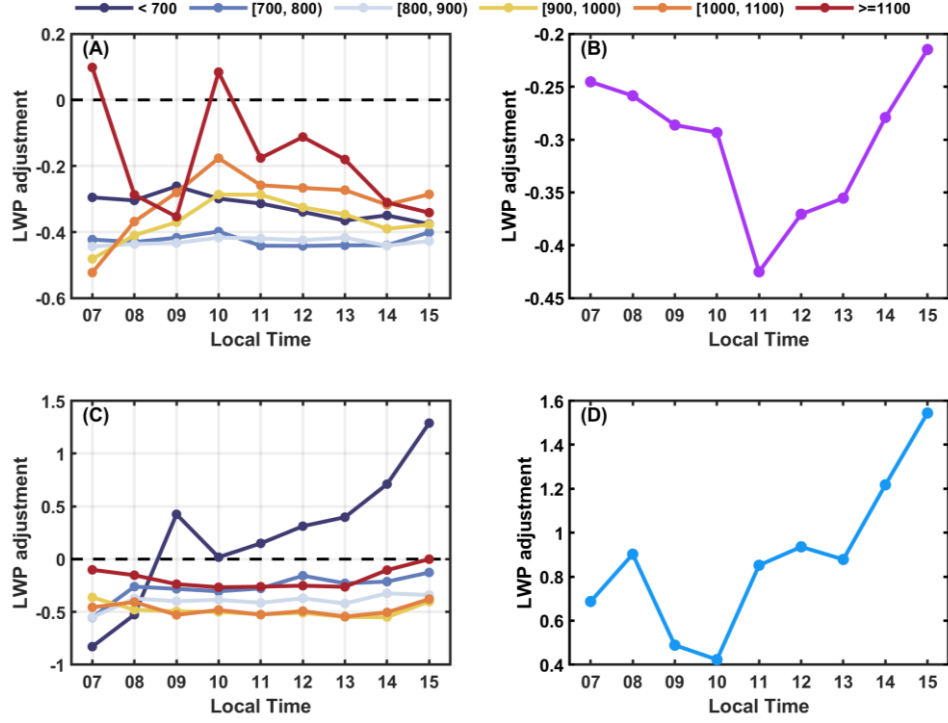 < 700 [700, 800) [800, 900) [900, 1000) [1000, 1100) >=1100
(A)
LWP adjustment
0.2
0
-0.2
-0.4
-0.6
07 08 09 10 11 12 13 14 15
Local Time
(B)
LWP adjustment
-0.2
-0.25
-0.3
-0.35
-0.4
-0.45
07 08 09 10 11 12 13 14 15
Local Time
(C)
LWP adjustment
1.5
1
0.5
0
-0.5
-1
07 08 09 10 11 12 13 14 15
Local Time
(D)
LWP adjustment
1.6
1.4
1.2
1
0.8
0.6
0.4
07 08 09 10 11 12 13 14 15
Local Time